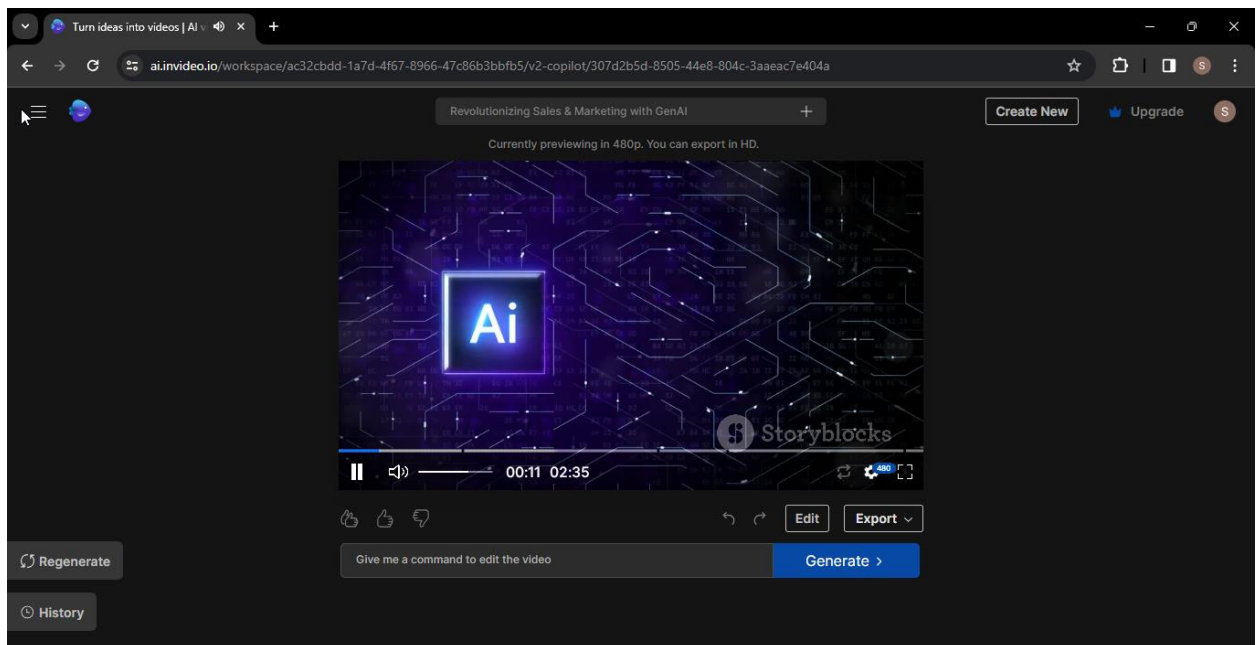 Turn ideas into videos | AI v
ai.invideo.io/workspace/ac32cbdd-1a7d-4f67-8966-47c86b3bbfb5/v2-copilot/307d2b5d-8505-44e8-804c-3aaeac7e404a
S
Revolutionizing Sales & Marketing with GenAI
Create New
Upgrade
S
Currently previewing in 480p. You can export in HD.
Ai
Storyblocks
00:11 02:35
480
Edit
Export
Give me a command to edit the video
Generate >
Regenerate
History